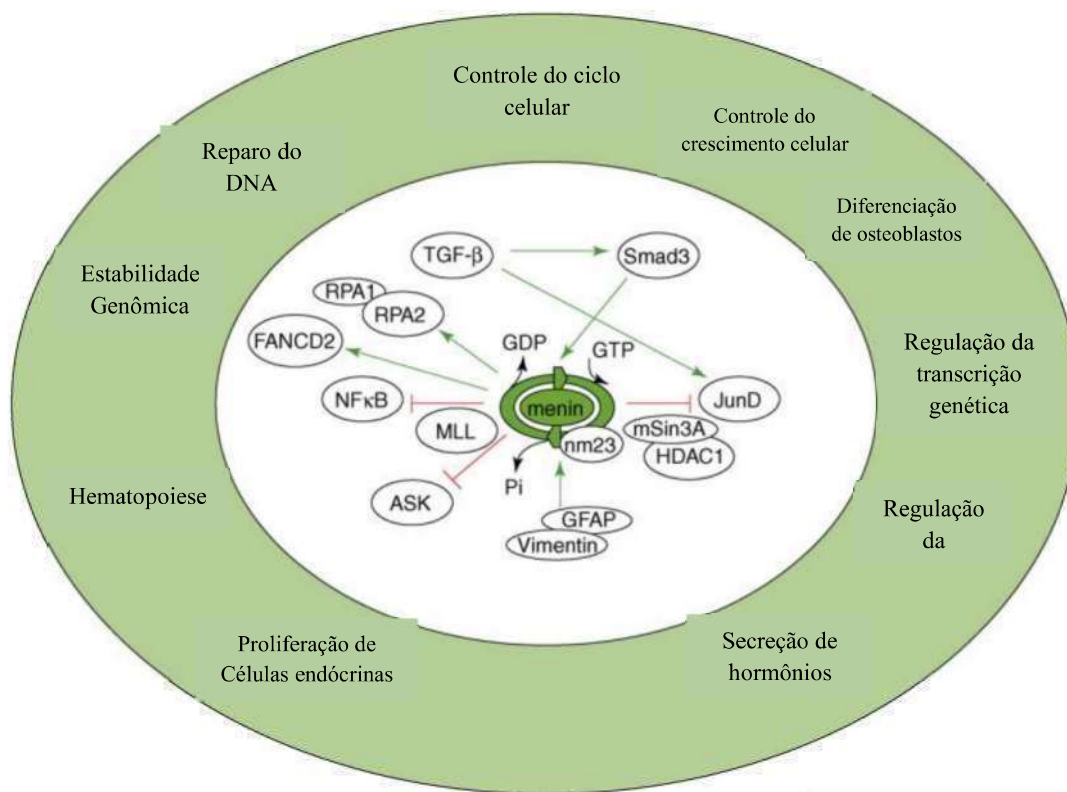 Controle do ciclo
celular
Controle do
crescimento celular
Reparo do
DNA
Diferenciação
de osteoblastos
Estabilidade
Genômica
Regulação da
transcrição
genética
Hematopoiese
Regulação
da
Proliferação de
Células endócrinas
Secreção de
hormônios
TGF-β
Smad3
RPA1
RPA2
FANCD2
GDP
GTP
NFκB
menin
JunD
MLL
mSin3A
nm23
HDAC1
Pi
ASK
GFAP
Vimentin